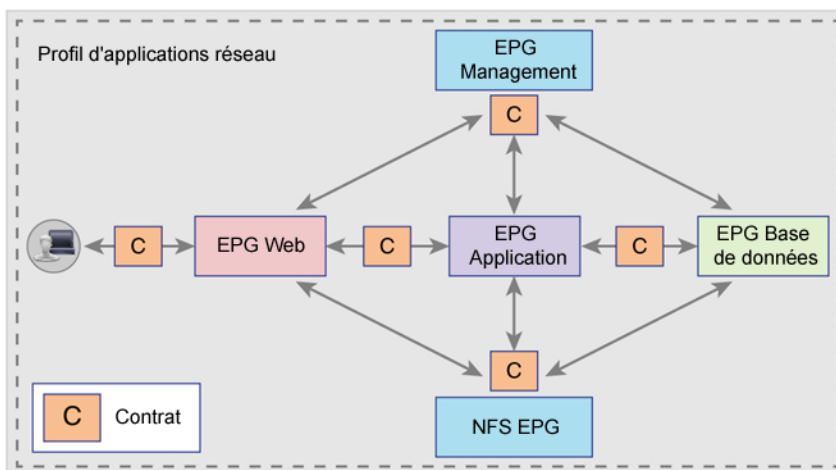 Profil d'applications réseau
EPG
Management
C
C
EPG Web
C
EPG
Application
C
EPG Base
de données
C
NFS EPG
C
Contrat